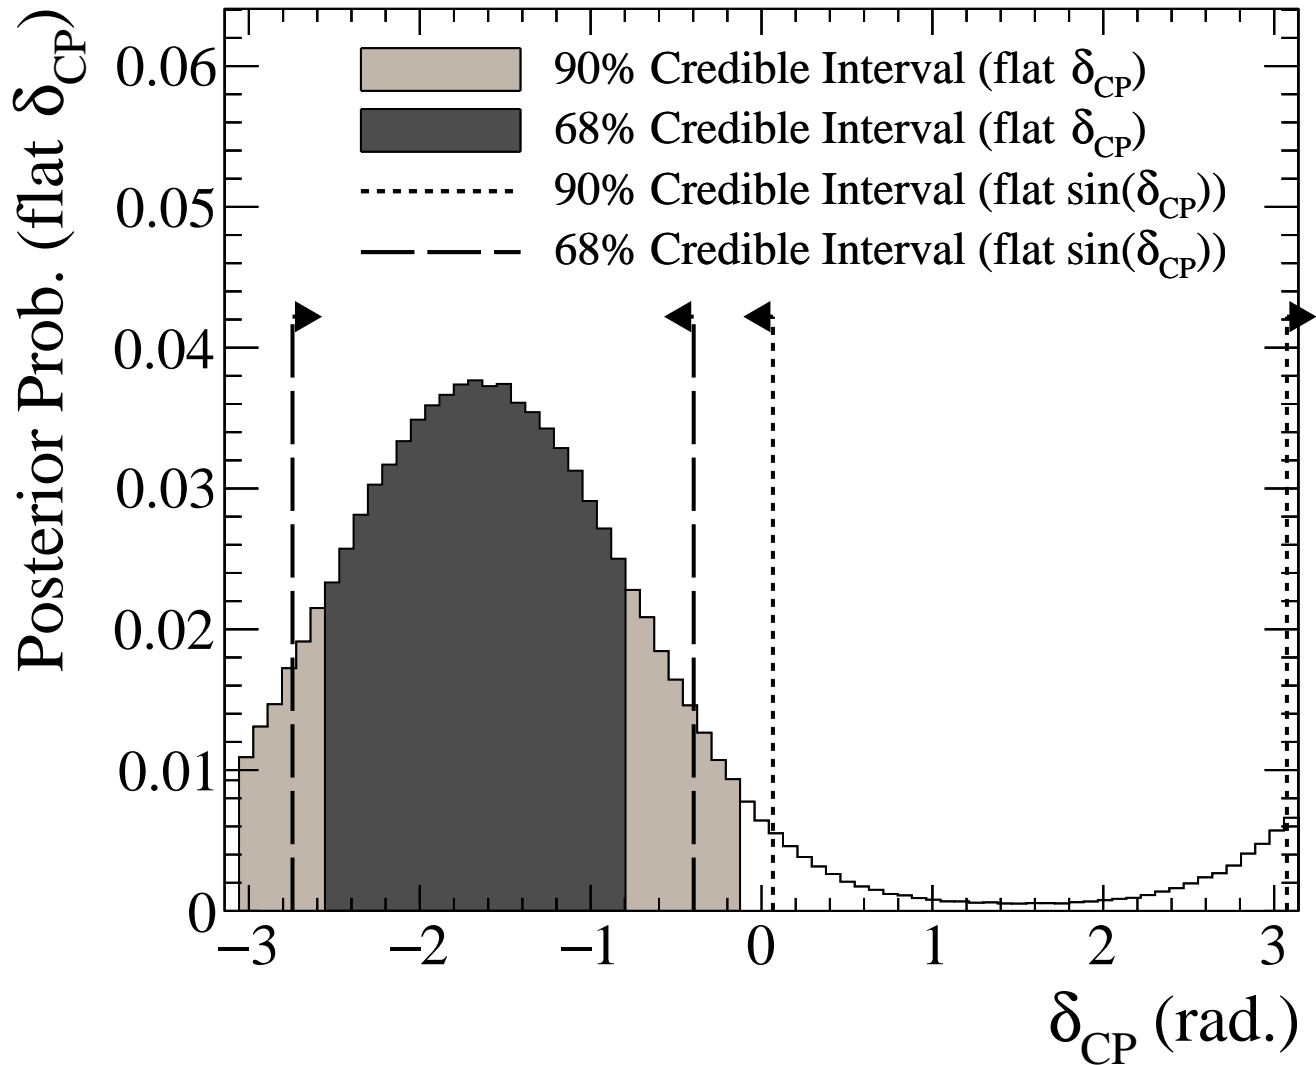 Posterior Prob. (flat δCP)
0.06
0.05
0.04
0.03
0.02
0.01
0
90% Credible Interval (flat δCP)
68% Credible Interval (flat δCP)
90% Credible Interval (flat sin(δCP))
68% Credible Interval (flat sin(δCP))
−3 −2 −1 0 1 2 3
δCP (rad.)